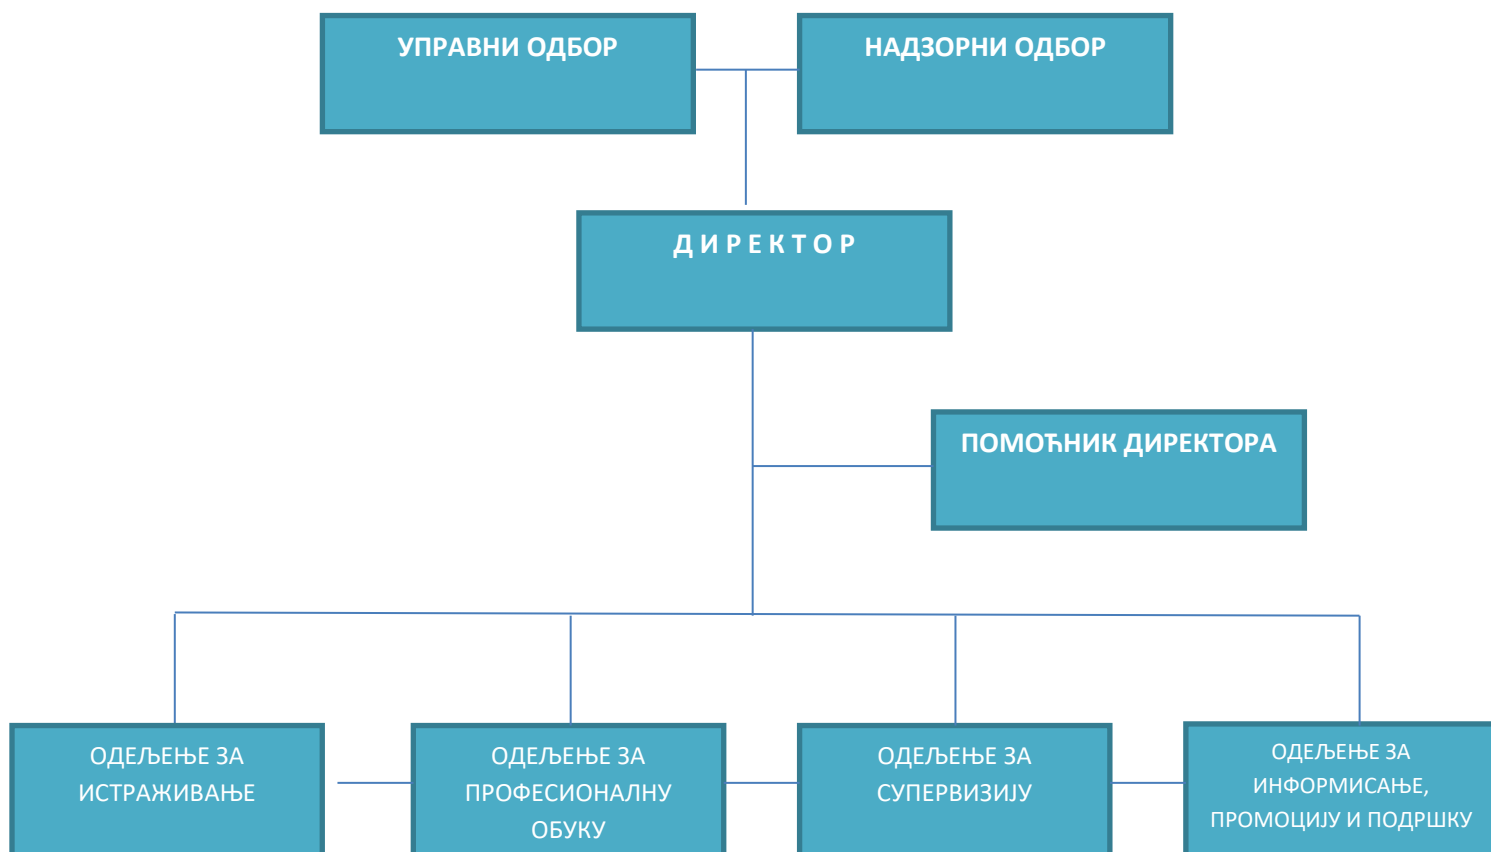 УПРАВНИ ОДБОР
НАДЗОРНИ ОДБОР
Д И Р Е К Т О Р
ПОМОЋНИК ДИРЕКТОРА
ОДЕЉЕЊЕ ЗА
ИСТРАЖИВАЊЕ
ОДЕЉЕЊЕ ЗА
ПРОФЕСИОНАЛНУ
ОБУКУ
ОДЕЉЕЊЕ ЗА
СУПЕРВИЗИЈУ
ОДЕЉЕЊЕ ЗА
ИНФОРМИСАЊЕ,
ПРОМОЦИЈУ И ПОДРШКУ